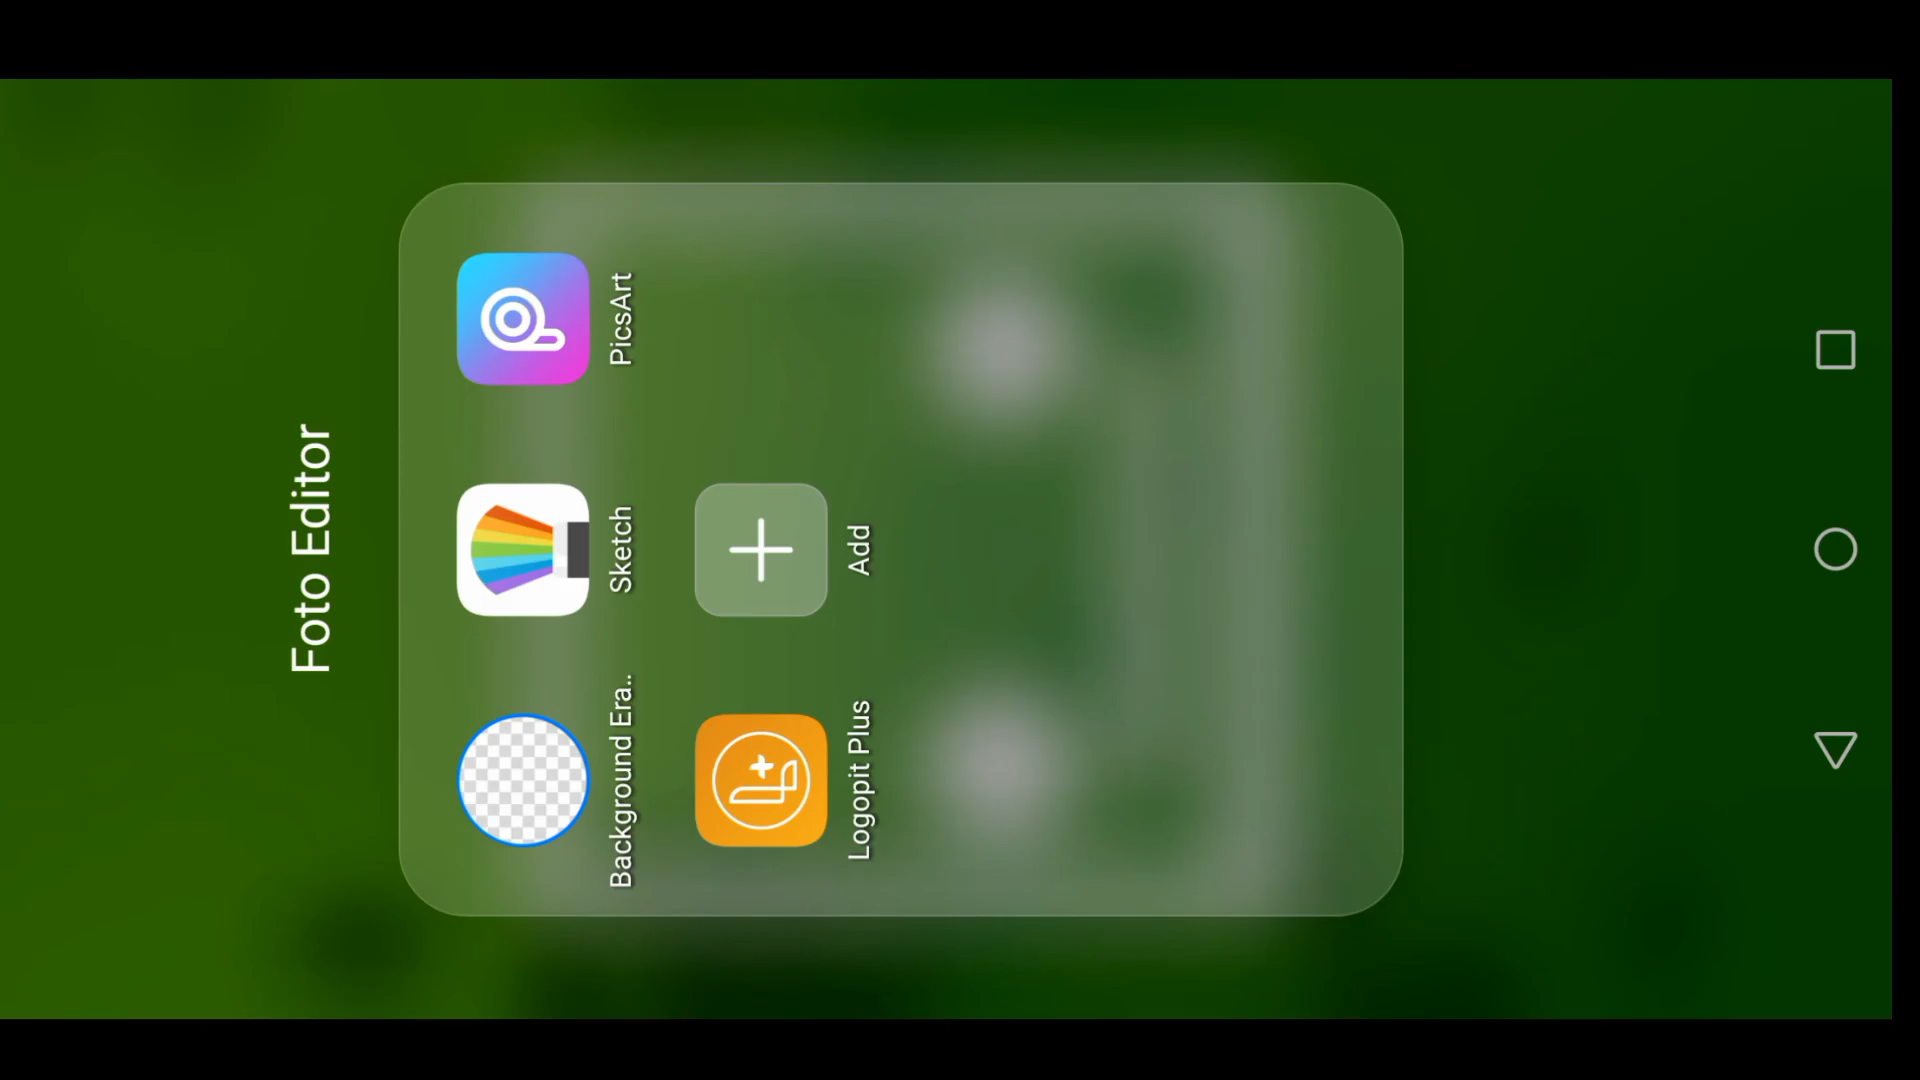 Foto Editor
Background Era..
Sketch
PicsArt
Logopit Plus
Add